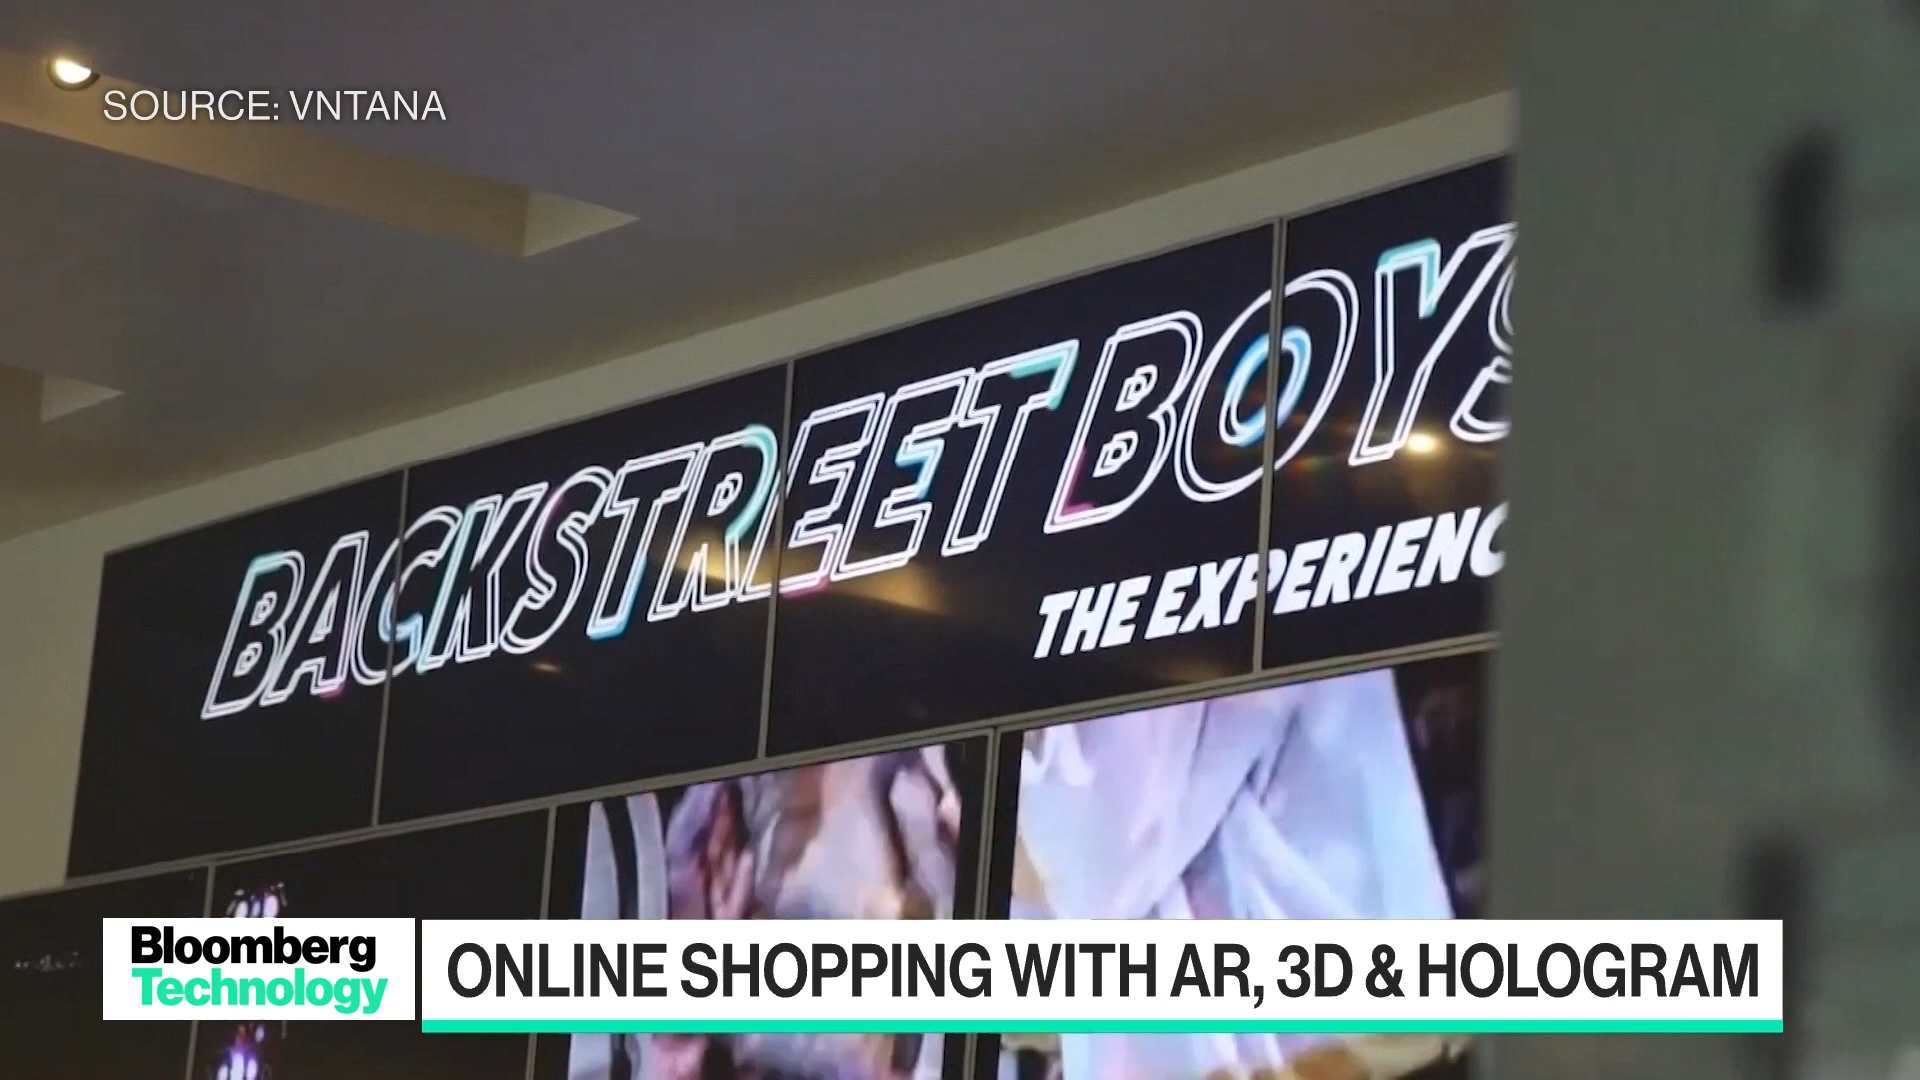 SOURCE: VNTANA
BACKSTREET BOYS
THE EXPERIENC
Bloomberg
Technology
ONLINE SHOPPING WITH AR, 3D & HOLOGRAM